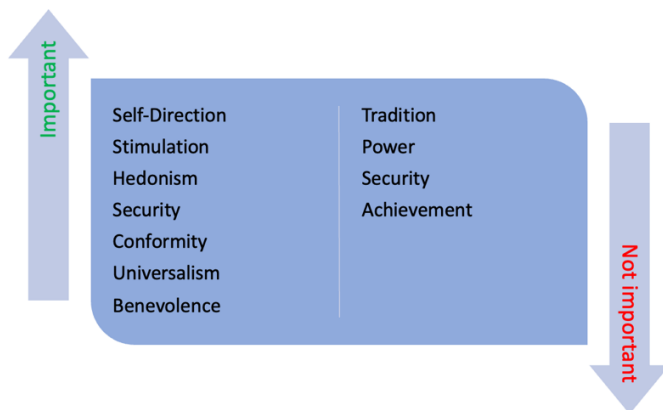 Important
Self-Direction
Stimulation
Hedonism
Security
Conformity
Universalism
Benevolence
Tradition
Power
Security
Achievement
Not important